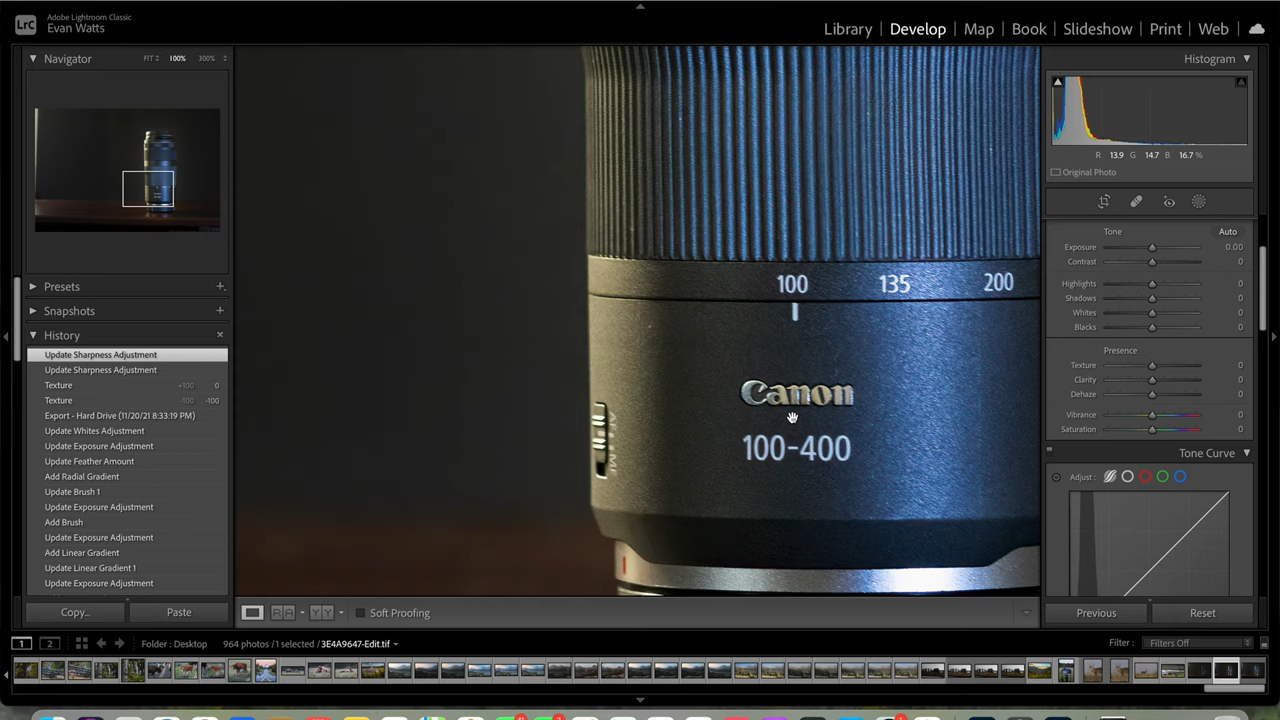 Lrc
Adobe Lightroom Classic
Evan Watts
Library | Develop | Map | Book | Slideshow | Print | Web
Navigator
FIT 100% 300%
Presets
Snapshots
History
Update Sharpness Adjustment
Update Sharpness Adjustment
Texture +100 0
Texture -100 -100
Export - Hard Drive (11/20/21 8:33:19 PM)
Update Whites Adjustment
Update Exposure Adjustment
Update Feather Amount
Add Radial Gradient
Update Brush 1
Update Exposure Adjustment
Add Brush
Update Exposure Adjustment
Add Linear Gradient
Update Linear Gradient 1
Update Exposure Adjustment
Copy... Paste
100 135 200
Canon
100-400
AF MF
Soft Proofing
Histogram
R 13.9 G 14.7 B 16.7 %
Original Photo
Tone Auto
Exposure 0.00
Contrast 0
Highlights 0
Shadows 0
Whites 0
Blacks 0
Presence
Texture 0
Clarity 0
Dehaze 0
Vibrance 0
Saturation 0
Tone Curve
Adjust :
Previous Reset
1 2 Folder : Desktop 964 photos / 1 selected / 3E4A9647-Edit.tif Filter : Filters Off